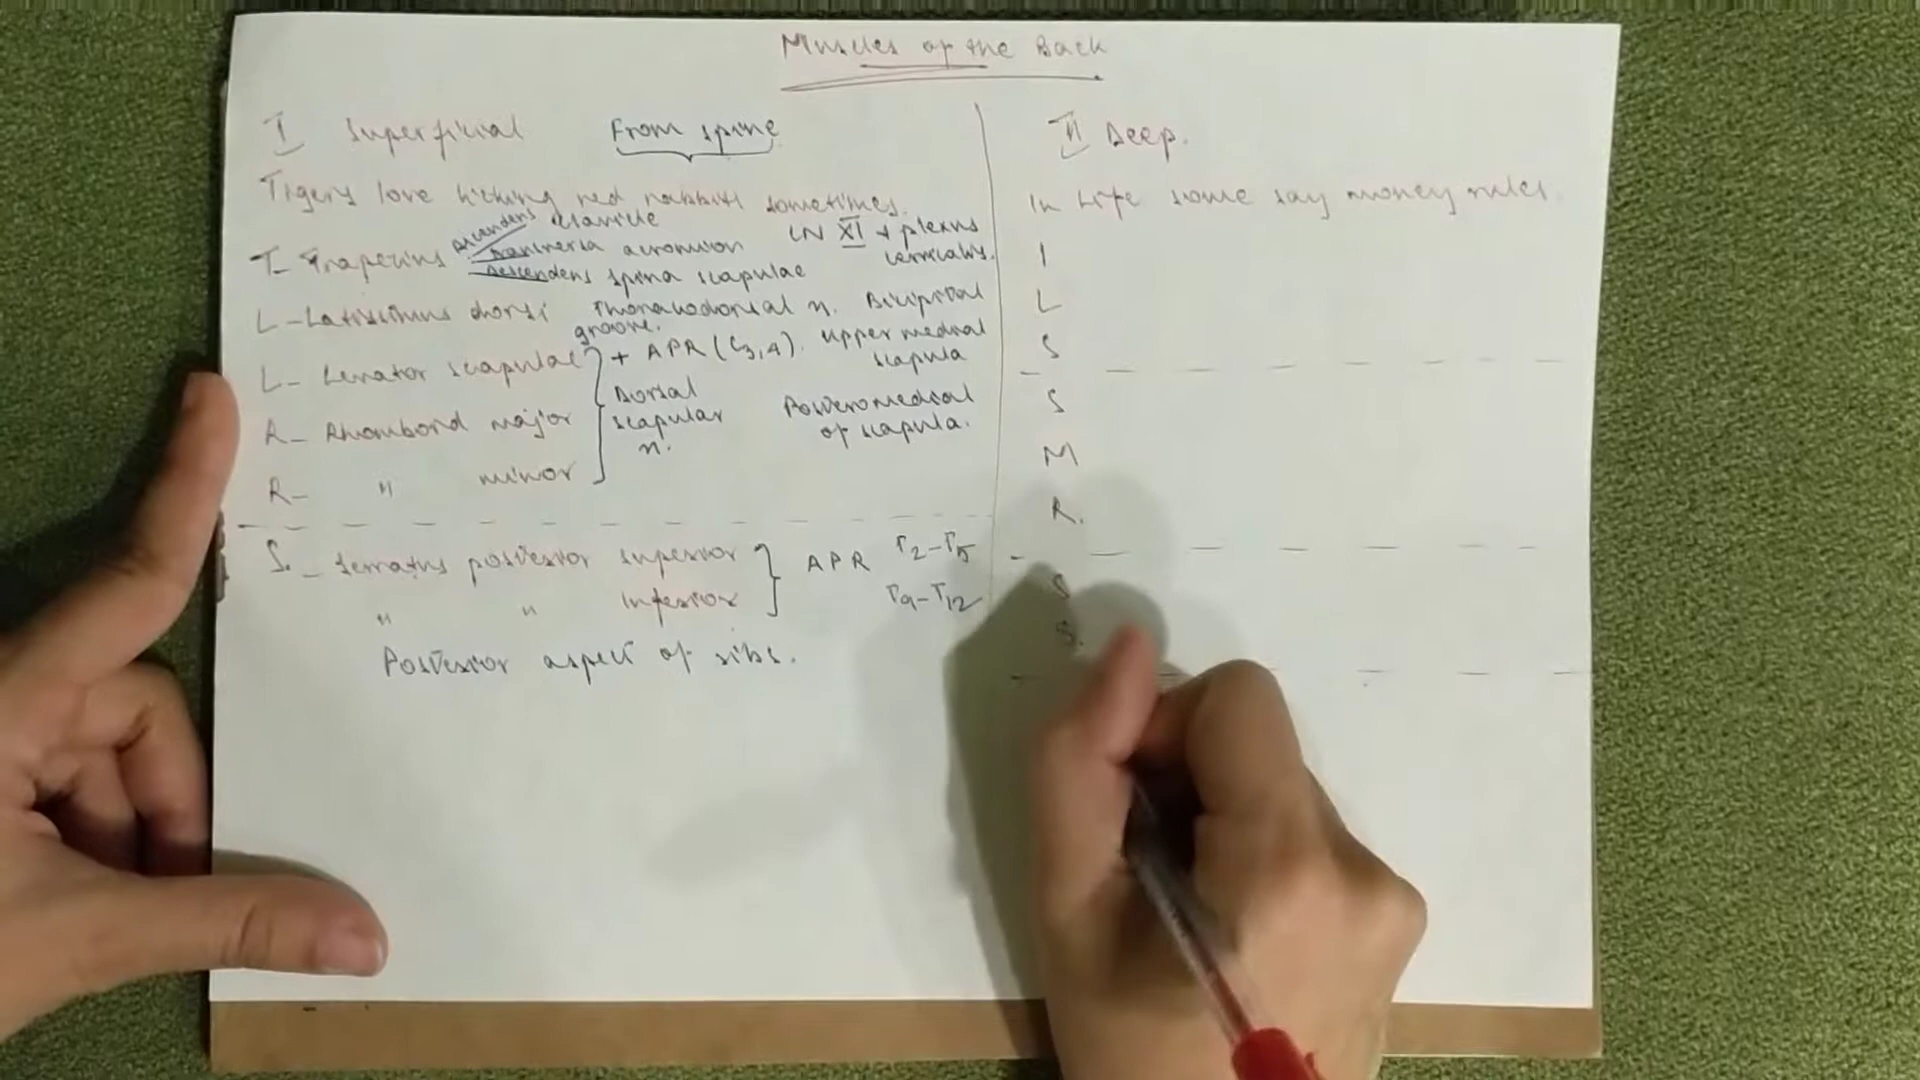 Muscles of the Back
I Superficial From spine
Tigers love kicking red rabbits sometimes.
T- Trapezius Ascendens clavicle
Transversa acromion CN XI + plexus cervicalis.
Descendens spina scapulae
L- Latissimus dorsi Thoracodorsal n. Bicipital groove.
L- Levator scapulae + APR (C3,4). upper medial scapula
R- Rhomboid major Dorsal scapular n. Posteromedial of scapula.
R- " minor
S. - Serratus posterior superior APR T2-T5
" " Inferior T9-T12
Posterior aspect of ribs.
II Deep.
In Life some say money rules.
I
L
S
S
M
R.
S
S.